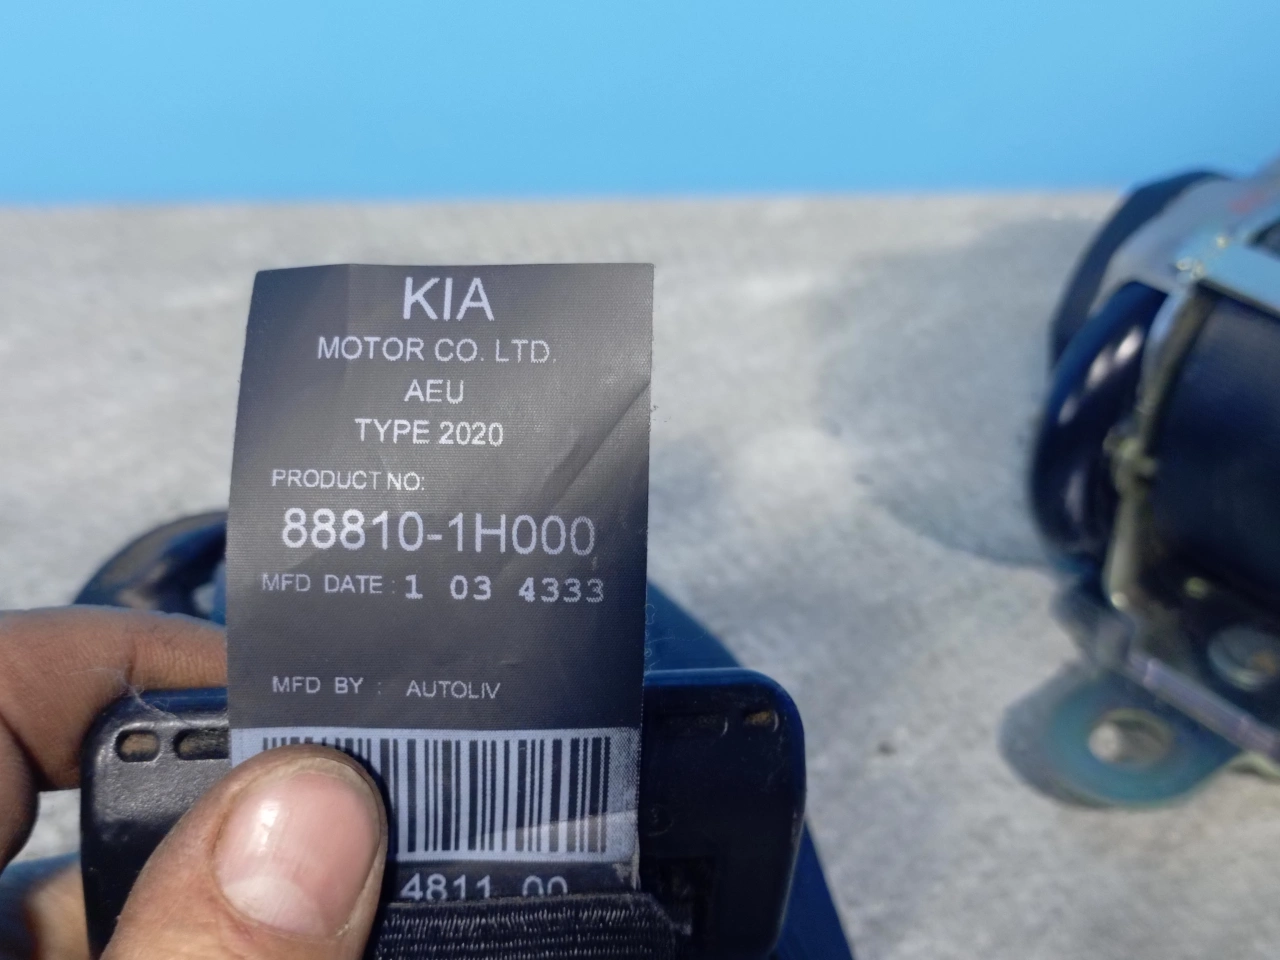 KIA
MOTOR CO. LTD.
AEU
TYPE 2020
PRODUCT NO:
88810-1H000
MFD DATE : 1 03 4333
MFD BY : AUTOLIV
4811 00